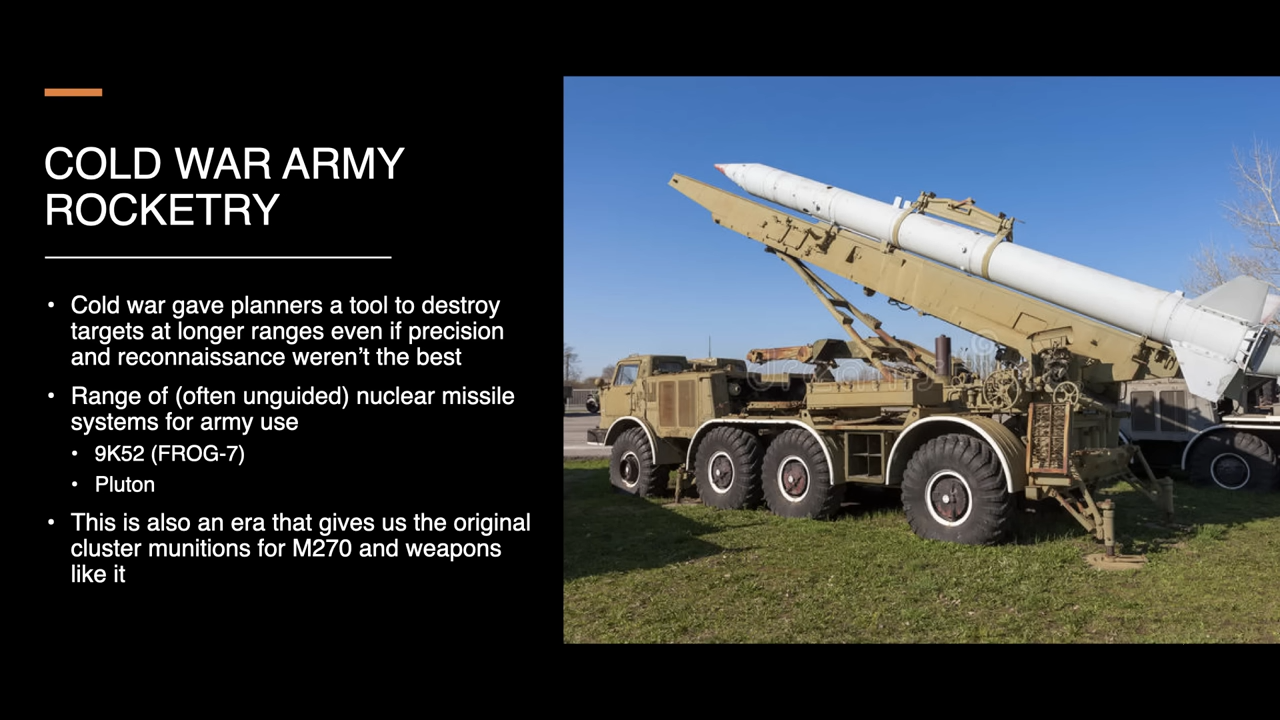 COLD WAR ARMY
ROCKETRY
• Cold war gave planners a tool to destroy
targets at longer ranges even if precision
and reconnaissance weren’t the best
• Range of (often unguided) nuclear missile
systems for army use
• 9K52 (FROG-7)
• Pluton
• This is also an era that gives us the original
cluster munitions for M270 and weapons
like it